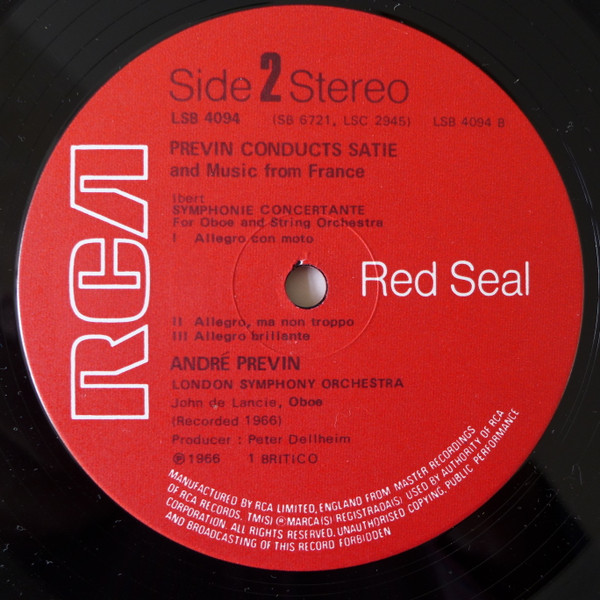 Side 2 Stereo
LSB 4094 (SB 6721, LSC 2945) LSB 4094 B
PREVIN CONDUCTS SATIE
and Music from France
Ibert
SYMPHONIE CONCERTANTE
For Oboe and String Orchestra
I Allegro con moto
RCA
Red Seal
II Allegro, ma non troppo
III Allegro brillante
ANDRÉ PREVIN
LONDON : SYMPHONY ORCHESTRA
John de Lancie, Oboe
(Recorded 1966)
Producer : Peter Dellheim
℗1966 1 BRITICO
MANUFACTURED BY RCA LIMITED, ENGLAND FROM MASTER RECORDINGS
OF RCA RECORDS. TM(S) ® MARCA(S) REGISTRADA(S) USED BY AUTHORITY OF RCA
CORPORATION. ALL RIGHTS RESERVED. UNAUTHORISED COPYING, PUBLIC PERFORMANCE
AND BROADCASTING OF THIS RECORD FORBIDDEN